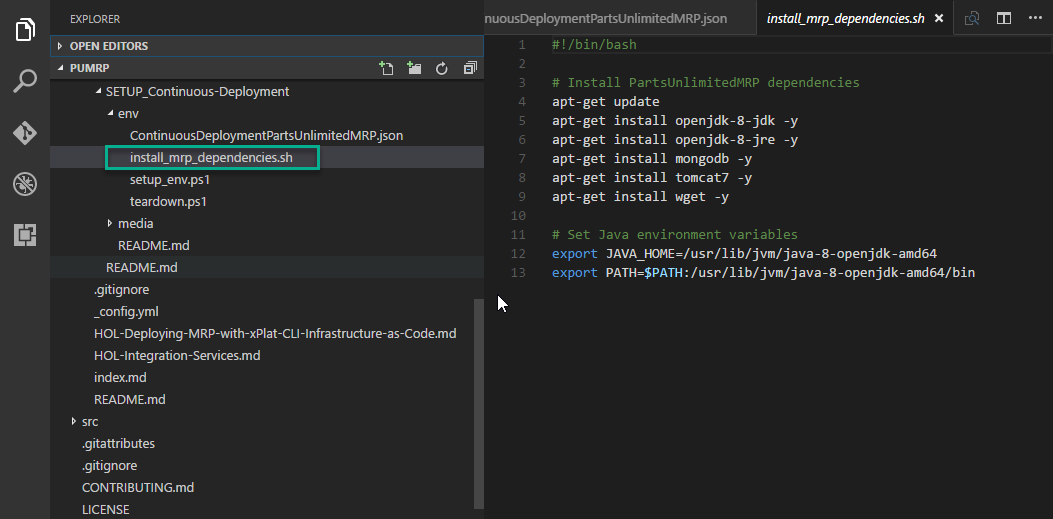 EXPLORER
OPEN EDITORS
PUMRP
SETUP_Continuous-Deployment
env
ContinuousDeploymentPartsUnlimitedMRP.json
install_mrp_dependencies.sh
setup_env.ps1
teardown.ps1
media
README.md
README.md
.gitignore
_config.yml
HOL-Deploying-MRP-with-xPlat-CLI-Infrastructure-as-Code.md
HOL-Integration-Services.md
index.md
README.md
src
.gitattributes
.gitignore
CONTRIBUTING.md
LICENSE
nuousDeploymentPartsUnlimitedMRP.json
install_mrp_dependencies.sh
1 #!/bin/bash
2
3 # Install PartsUnlimitedMRP dependencies
4 apt-get update
5 apt-get install openjdk-8-jdk -y
6 apt-get install openjdk-8-jre -y
7 apt-get install mongodb -y
8 apt-get install tomcat7 -y
9 apt-get install wget -y
10
11 # Set Java environment variables
12 export JAVA_HOME=/usr/lib/jvm/java-8-openjdk-amd64
13 export PATH=$PATH:/usr/lib/jvm/java-8-openjdk-amd64/bin